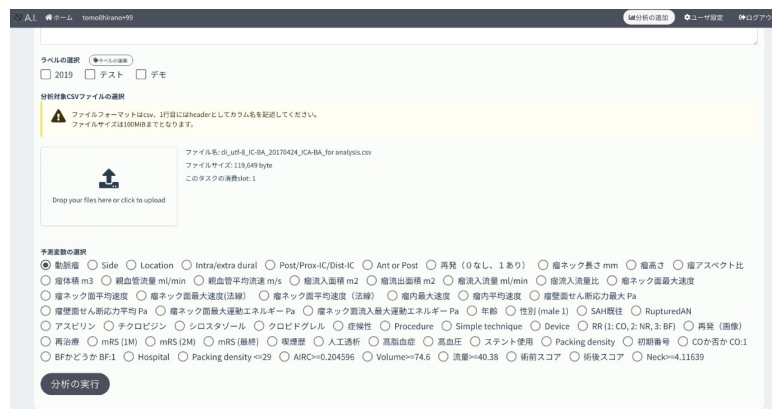 A.I. ホーム tomo0hirano+99 分析の追加 ユーザ設定 ログアウ
ラベルの選択 ラベルの編集
2019 テスト デモ
分析対象CSVファイルの選択
ファイルフォーマットはcsv、1行目にはheaderとしてカラム名を記述してください。
ファイルサイズは100MiBまでとなります。
ファイル名: di_utf-8_IC-BA_20170424_ICA-BA_for analysis.csv
ファイルサイズ: 119,649 byte
このタスクの消費slot: 1
Drop your files here or click to upload
予測変数の選択
動脈瘤 Side Location Intra/extra dural Post/Prox-IC/Dist-IC Ant or Post 再発（0なし、1あり） 瘤ネック長さ mm 瘤高さ 瘤アスペクト比
瘤体積 m3 親血管流量 ml/min 親血管平均流速 m/s 瘤流入面積 m2 瘤流出面積 m2 瘤流入流量 ml/min 瘤流入流量比 瘤ネック面最大速度
瘤ネック面平均速度 瘤ネック面最大速度(法線) 瘤ネック面平均速度（法線） 瘤内最大速度 瘤内平均速度 瘤壁面せん断応力最大 Pa
瘤壁面せん断応力平均 Pa 瘤ネック面最大運動エネルギー Pa 瘤ネック面流入最大運動エネルギー Pa 年齢 性別 (male 1) SAH既往 RupturedAN
アスピリン チクロピジン シロスタゾール クロピドグレル 症候性 Procedure Simple technique Device RR (1: CO, 2: NR, 3: BF) 再発（画像）
再治療 mRS (1M) mRS (2M) mRS (最終) 喫煙歴 人工透析 高脂血症 高血圧 ステント使用 Packing density 初期番号 COか否か CO:1
BFかどうか BF:1 Hospital Packing density <=29 AIRC>=0.204596 Volume>=74.6 流量>=40.38 術前スコア 術後スコア Neck>=4.11639
分析の実行